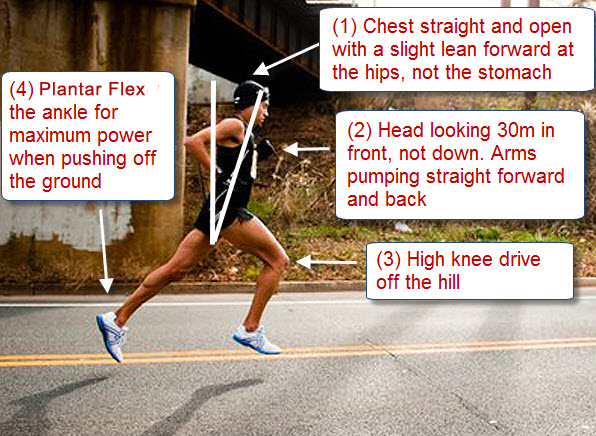 (1) Chest straight and open
with a slight lean forward at
the hips, not the stomach
(2) Head looking 30m in
front, not down. Arms
pumping straight forward
and back
(3) High knee drive
off the hill
(4) Plantar Flex
the ankle for
maximum power
when pushing off
the ground